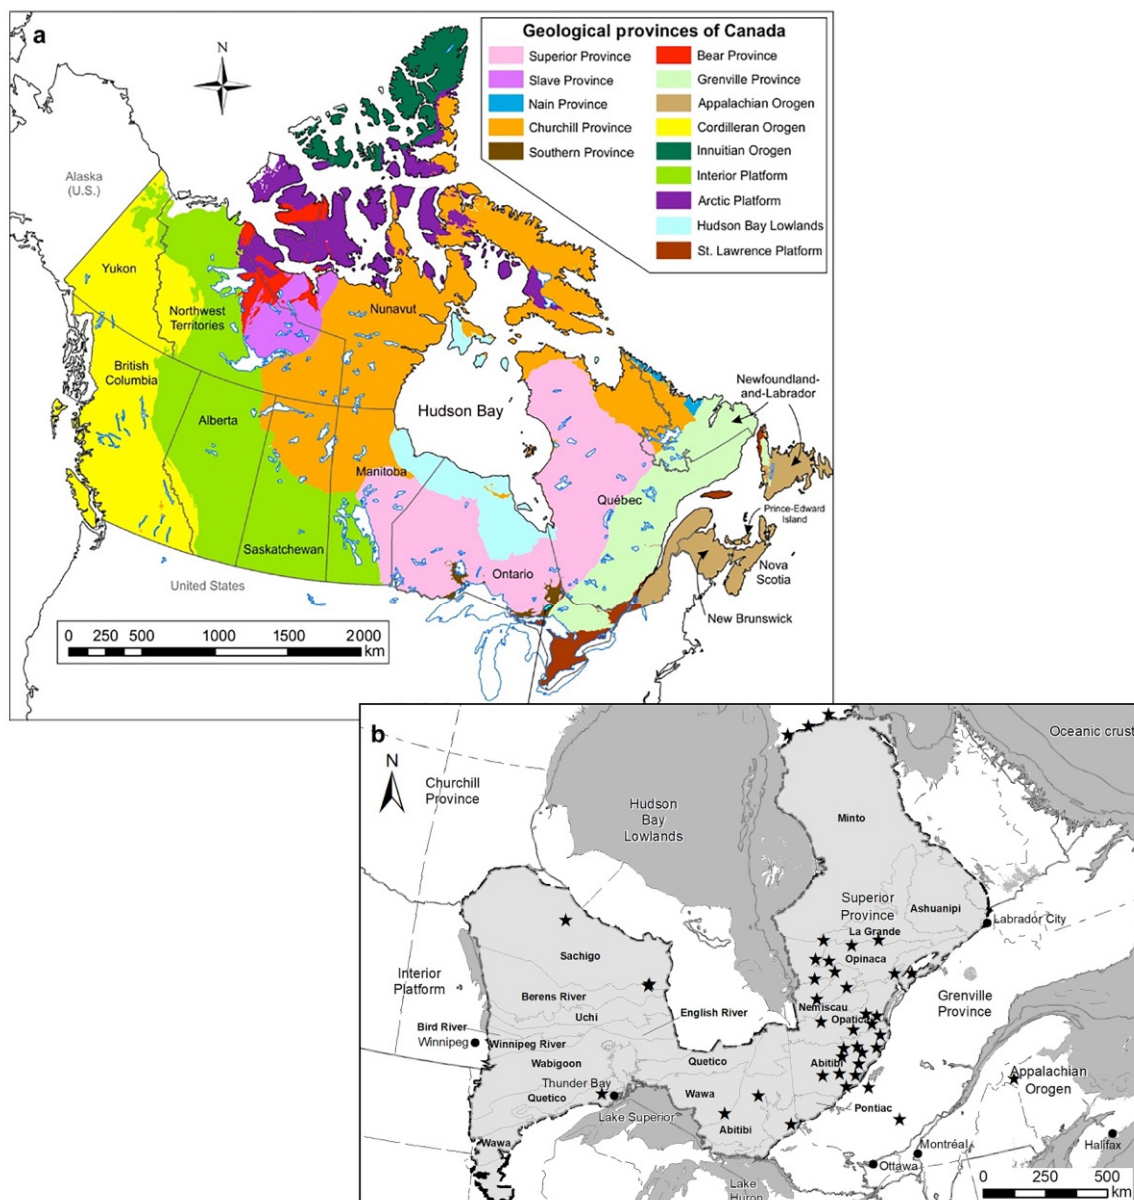 a
N
Geological provinces of Canada
Superior Province
Slave Province
Nain Province
Churchill Province
Southern Province
Bear Province
Grenville Province
Appalachian Orogen
Cordilleran Orogen
Innuitian Orogen
Interior Platform
Arctic Platform
Hudson Bay Lowlands
St. Lawrence Platform
Alaska
(U.S.)
Yukon
Northwest
Territories
Nunavut
British
Columbia
Alberta
Hudson Bay
Newfoundland-
and-Labrador
Manitoba
Québec
Prince-Edward
Island
Saskatchewan
Ontario
Nova
Scotia
United States
New Brunswick
0 250 500 1000 1500 2000
km
b
N
Oceanic crust
Churchill
Province
Hudson
Bay
Lowlands
Minto
Superior
Province
Ashuanipi
Labrador City
La Grande
Opinaca
Sachigo
Interior
Platform
Berens River
Grenville
Province
Nemiscau
Uchi
English River
Opatica
Bird River
Winnipeg
Winnipeg River
Wabigoon
Quetico
Abitibi
Thunder Bay
Quetico
Wawa
Appalachian
Orogen
Lake Superior
Pontiac
Abitibi
Wawa
Montréal
Halifax
Ottawa
Lake
Huron
0 250 500
km